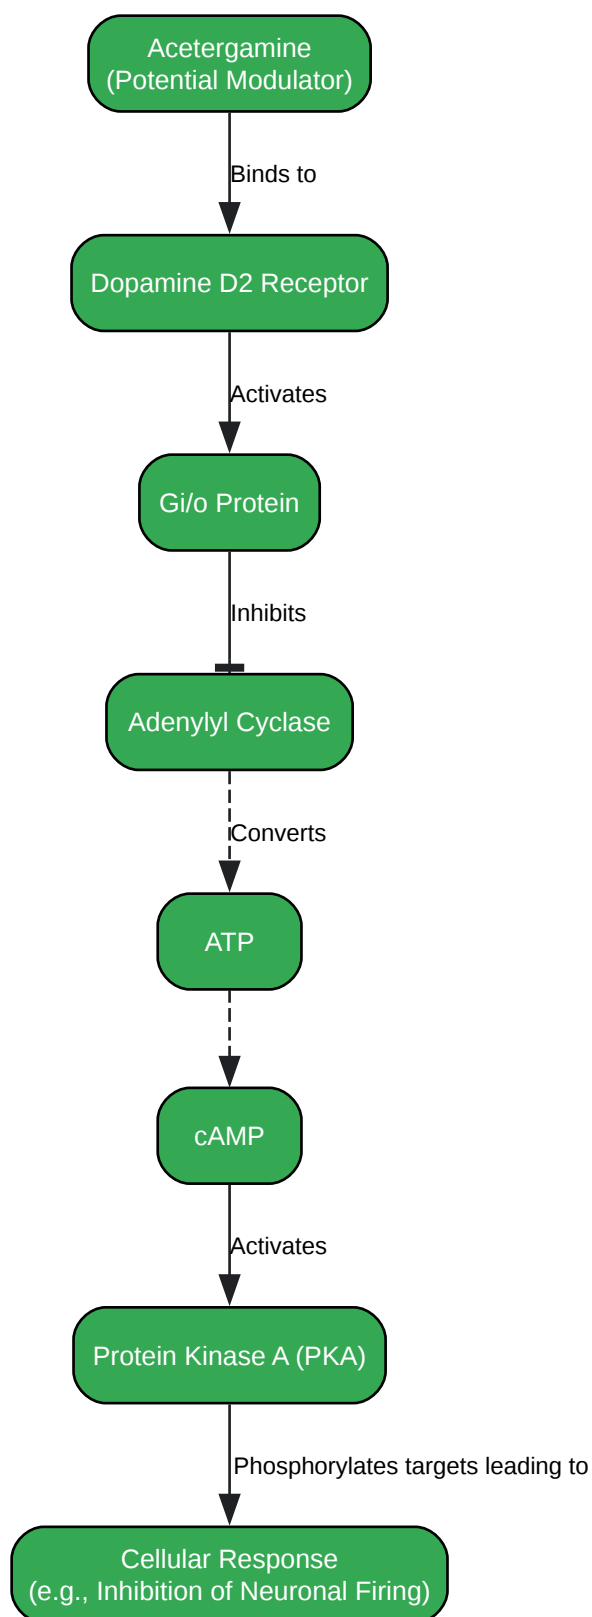 Acetergamine
(Potential Modulator)
Binds to
Dopamine D2 Receptor
Activates
Gi/o Protein
Inhibits
Adenylyl Cyclase
Converts
ATP
cAMP
Activates
Protein Kinase A (PKA)
Phosphorylates targets leading to
Cellular Response
(e.g., Inhibition of Neuronal Firing)